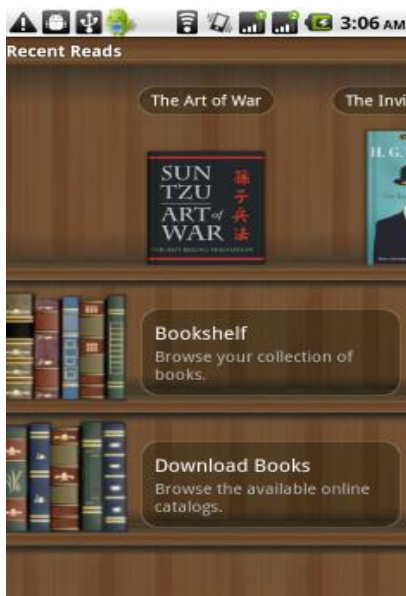 3:06 AM
Recent Reads
The Art of War
The Invi
SUN
TZU
ART of
WAR
孫子兵法
H. G.
Bookshelf
Browse your collection of
books.
Download Books
Browse the available online
catalogs.